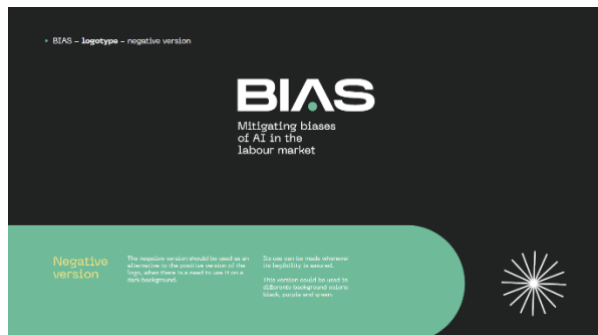 • BIAS – logotype – negative version
BIAS
Mitigating biases
of AI in the
labour market
Negative
version
The negative version should be used as an
alternative to the positive version of the
logo, when there is a need to use it on a
dark background.
Its use can be made whenever
its legibility is assured.
This version could be used in
differents background colors:
black, purple and green.